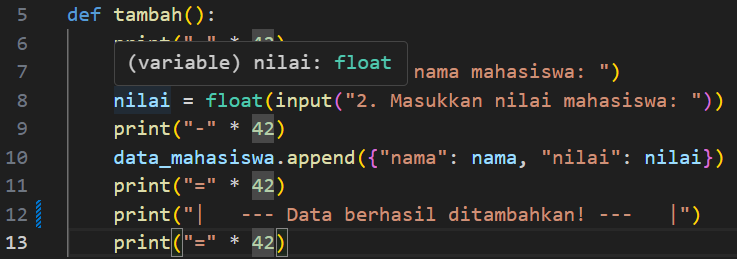 5 def tambah():
6 print("-" * 42)
(variable) nilai: float
7 nama mahasiswa: ")
8 nilai = float(input("2. Masukkan nilai mahasiswa: "))
9 print("-" * 42)
10 data_mahasiswa.append({"nama": nama, "nilai": nilai})
11 print("=" * 42)
12 print("|   --- Data berhasil ditambahkan! ---   |")
13 print("=" * 42)